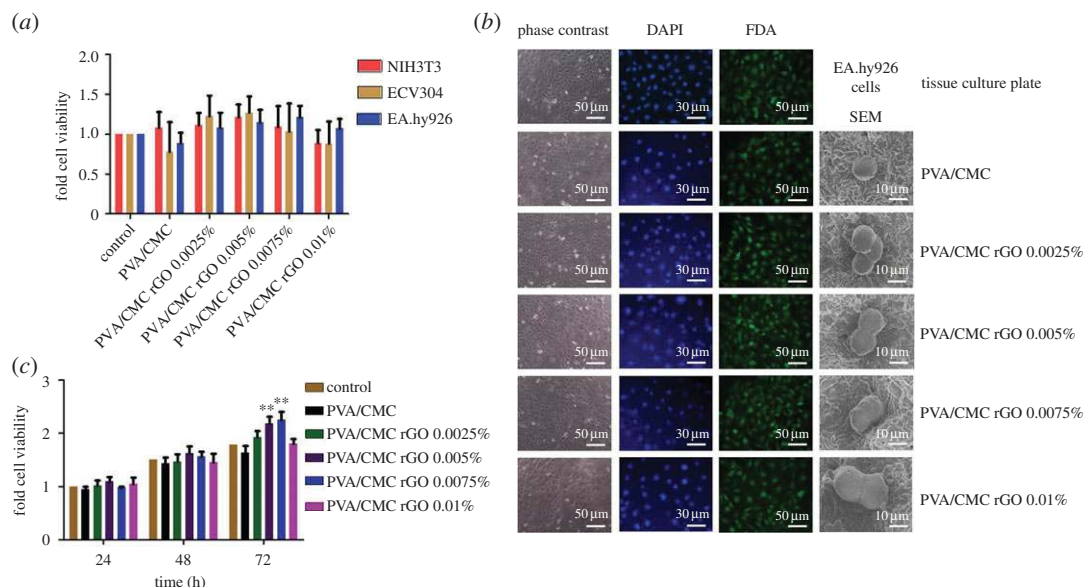 (a)
2.0
1.5
1.0
0.5
0
fold cell viability
NIH3T3
ECV304
EA.hy926
control
PVA/CMC
PVA/CMC rGO 0.0025%
PVA/CMC rGO 0.005%
PVA/CMC rGO 0.0075%
PVA/CMC rGO 0.01%
(b)
phase contrast DAPI FDA
50 µm 30 µm 50 µm
EA.hy926
cells
SEM
tissue culture plate
50 µm 30 µm 50 µm 10 µm PVA/CMC
50 µm 30 µm 50 µm 10 µm PVA/CMC rGO 0.0025%
50 µm 30 µm 50 µm 10 µm PVA/CMC rGO 0.005%
50 µm 30 µm 50 µm 10 µm PVA/CMC rGO 0.0075%
50 µm 30 µm 50 µm 10 µm PVA/CMC rGO 0.01%
(c)
3
2
1
0
fold cell viability
** **
control
PVA/CMC
PVA/CMC rGO 0.0025%
PVA/CMC rGO 0.005%
PVA/CMC rGO 0.0075%
PVA/CMC rGO 0.01%
24 48 72
time (h)